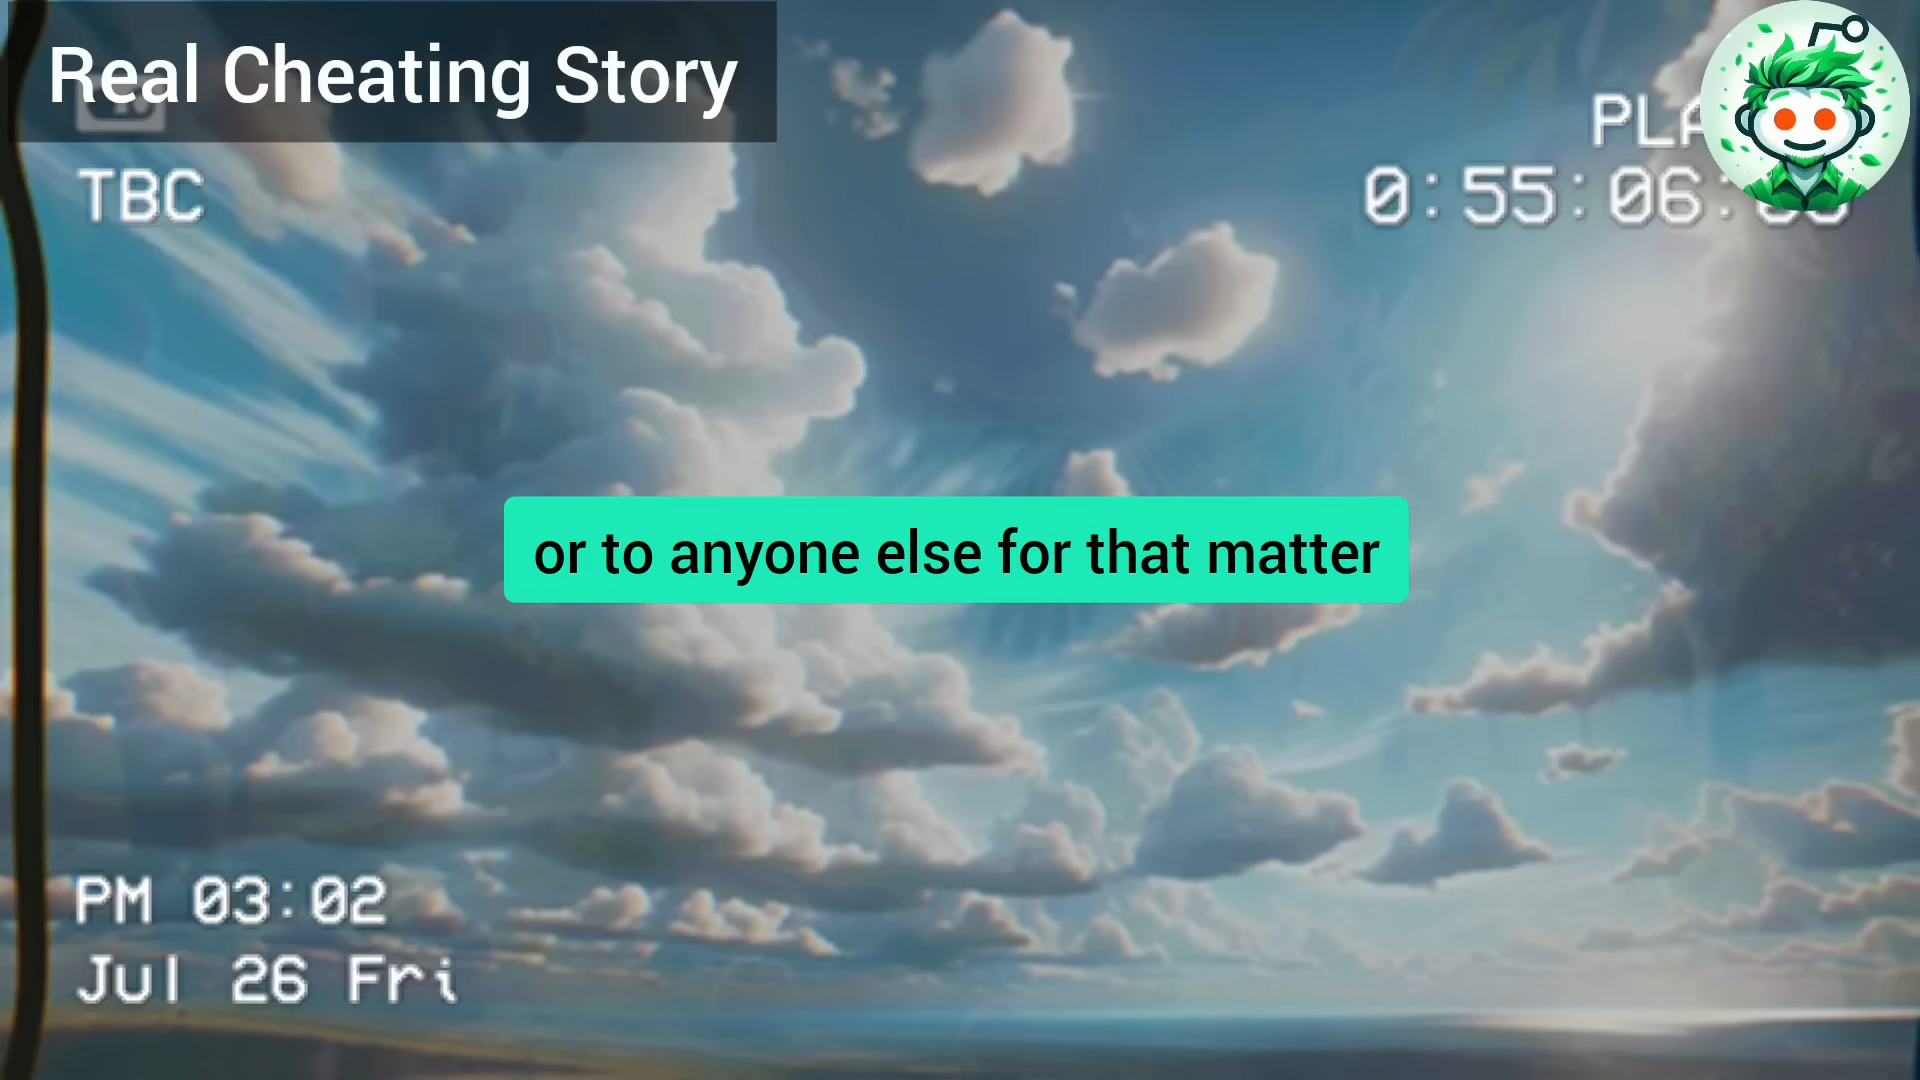 Real Cheating Story
TBC
0:55:06:
or to anyone else for that matter
PM 03:02
Jul 26 Fri